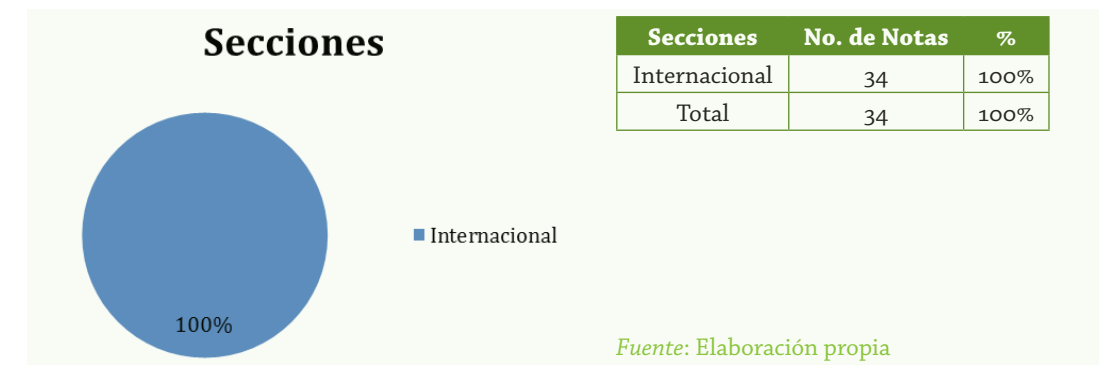 Secciones
100%
Internacional
Secciones No. de Notas %
Internacional 34 100%
Total 34 100%
Fuente: Elaboración propia